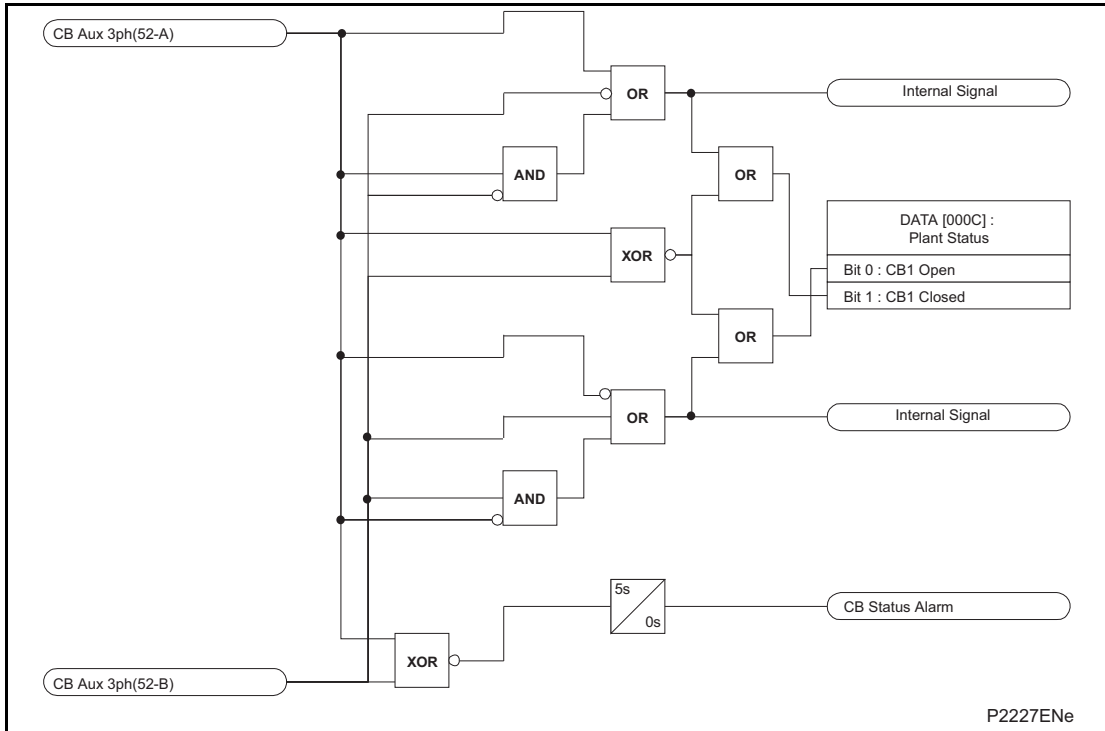 CB Aux 3ph(52-A)
OR
Internal Signal
AND
OR
XOR
DATA [000C] :
Plant Status
Bit 0 : CB1 Open
Bit 1 : CB1 Closed
OR
OR
Internal Signal
AND
5s
0s
CB Status Alarm
XOR
CB Aux 3ph(52-B)
P2227ENe